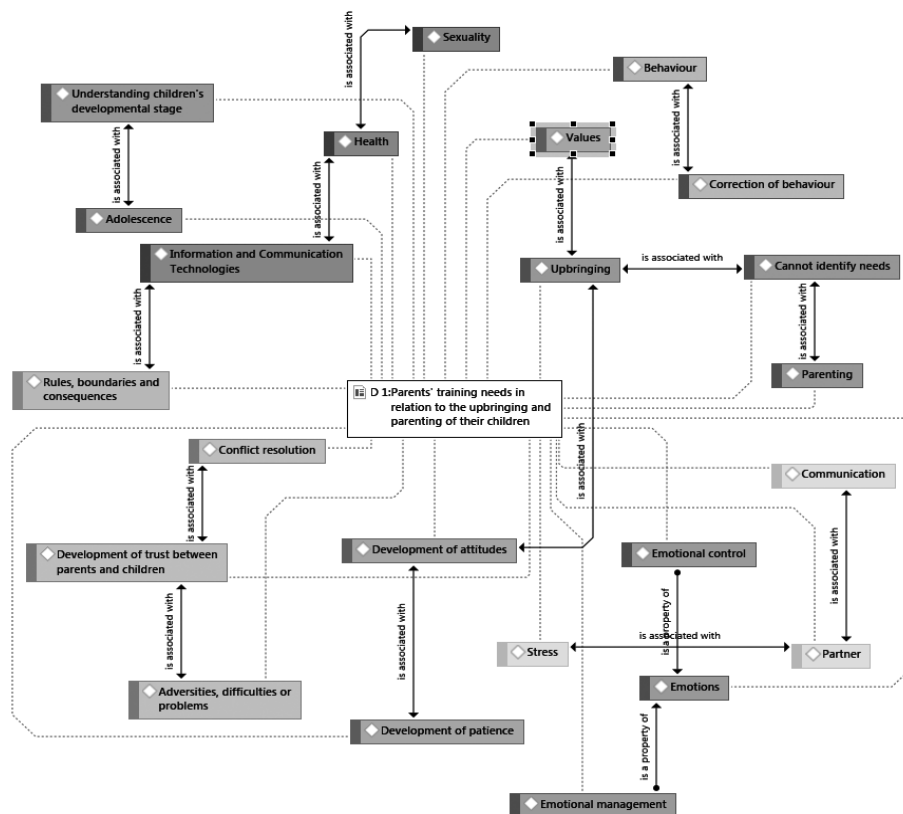 Sexuality
is associated with
Behaviour
Understanding children's
developmental stage
is associated with
Values
Health
is associated with
Correction of behaviour
is associated with
is associated with
Adolescence
Information and Communication
Technologies
Upbringing
is associated with
Cannot identify needs
is associated with
is associated with
Rules, boundaries and
consequences
Parenting
D 1:Parents' training needs in
relation to the upbringing and
parenting of their children
is associated with
Conflict resolution
Communication
is associated with
Development of trust between
parents and children
Development of attitudes
Emotional control
is associated with
is associated with
is associated with
is a property of
is associated with
Stress
Partner
Adversities, difficulties or
problems
Emotions
Development of patience
is a property of
Emotional management